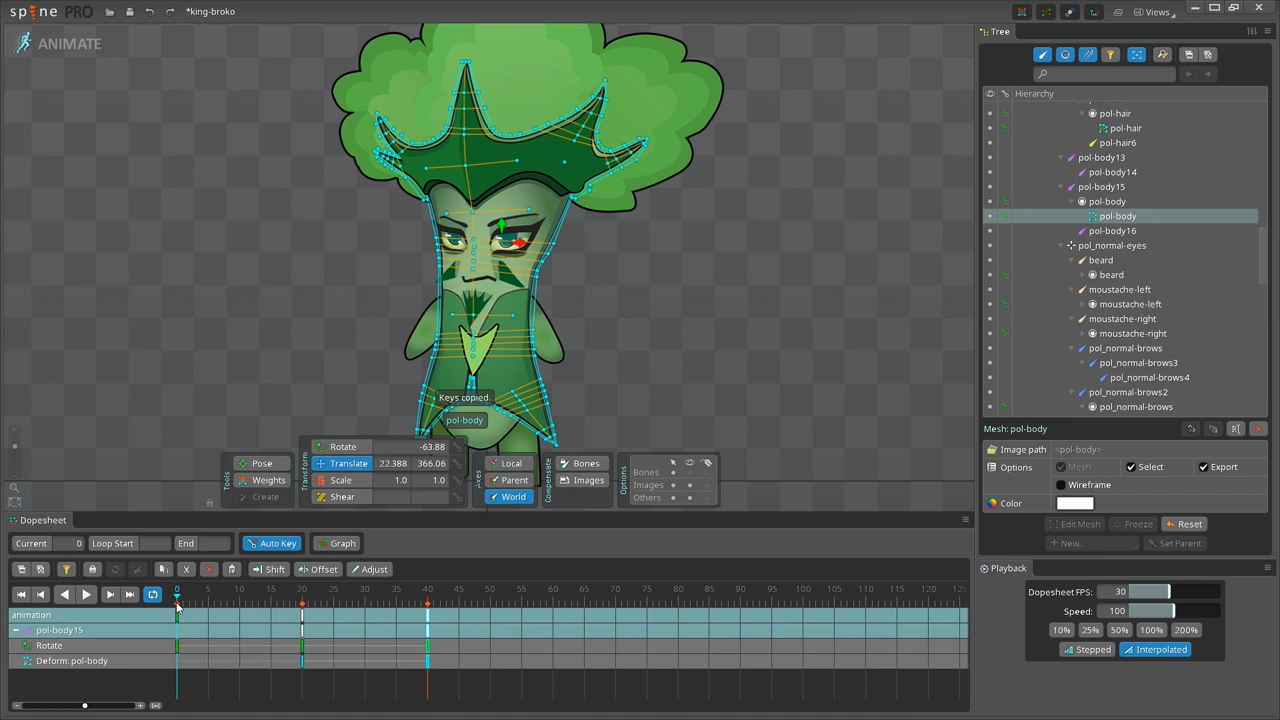 spine PRO *king-broko Views
ANIMATE
Tree
Hierarchy
pol-hair
pol-hair
pol-hair6
pol-body13
pol-body14
pol-body15
pol-body
pol-body
pol-body16
pol_normal-eyes
beard
beard
moustache-left
moustache-left
moustache-right
moustache-right
pol_normal-brows
pol_normal-brows3
pol_normal-brows4
pol_normal-brows2
pol_normal-brows
Keys copied.
pol-body
Mesh: pol-body
Image path <pol-body>
Options Mesh Select Export
Wireframe
Color
Edit Mesh Freeze Reset
New... Set Parent
Tools
Pose
Weights
Create
Transform
Rotate -63.88
Translate 22.388 366.06
Scale 1.0 1.0
Shear
Axes
Local
Parent
World
Compensate
Bones
Images
Options
Bones
Images
Others
Dopesheet
Current 0 Loop Start End Auto Key Graph
Shift Offset Adjust
0 5 10 15 20 25 30 35 40 45 50 55 60 65 70 75 80 85 90 95 100 105 110 115 120 125
animation
pol-body15
Rotate
Deform: pol-body
Playback
Dopesheet FPS: 30
Speed: 100
10% 25% 50% 100% 200%
Stepped Interpolated